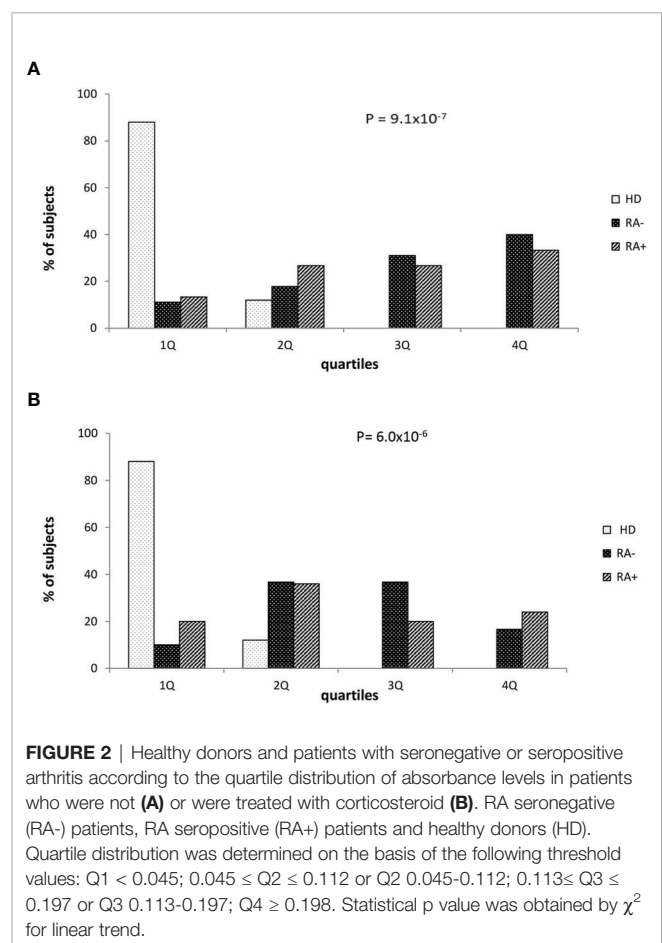 A
100
P = 9.1x10-7
80
60
% of subjects
HD
RA-
RA+
40
20
0
1Q
2Q
3Q
4Q
quartiles
B
100
P= 6.0x10-6
80
60
% of subjects
HD
RA-
RA+
40
20
0
1Q
2Q
3Q
4Q
quartiles
FIGURE 2 | Healthy donors and patients with seronegative or seropositive
arthritis according to the quartile distribution of absorbance levels in patients
who were not (A) or were treated with corticosteroid (B). RA seronegative
(RA-) patients, RA seropositive (RA+) patients and healthy donors (HD).
Quartile distribution was determined on the basis of the following threshold
values: Q1 < 0.045; 0.045 ≤ Q2 ≤ 0.112 or Q2 0.045-0.112; 0.113≤ Q3 ≤
0.197 or Q3 0.113-0.197; Q4 ≥ 0.198. Statistical p value was obtained by χ2
for linear trend.